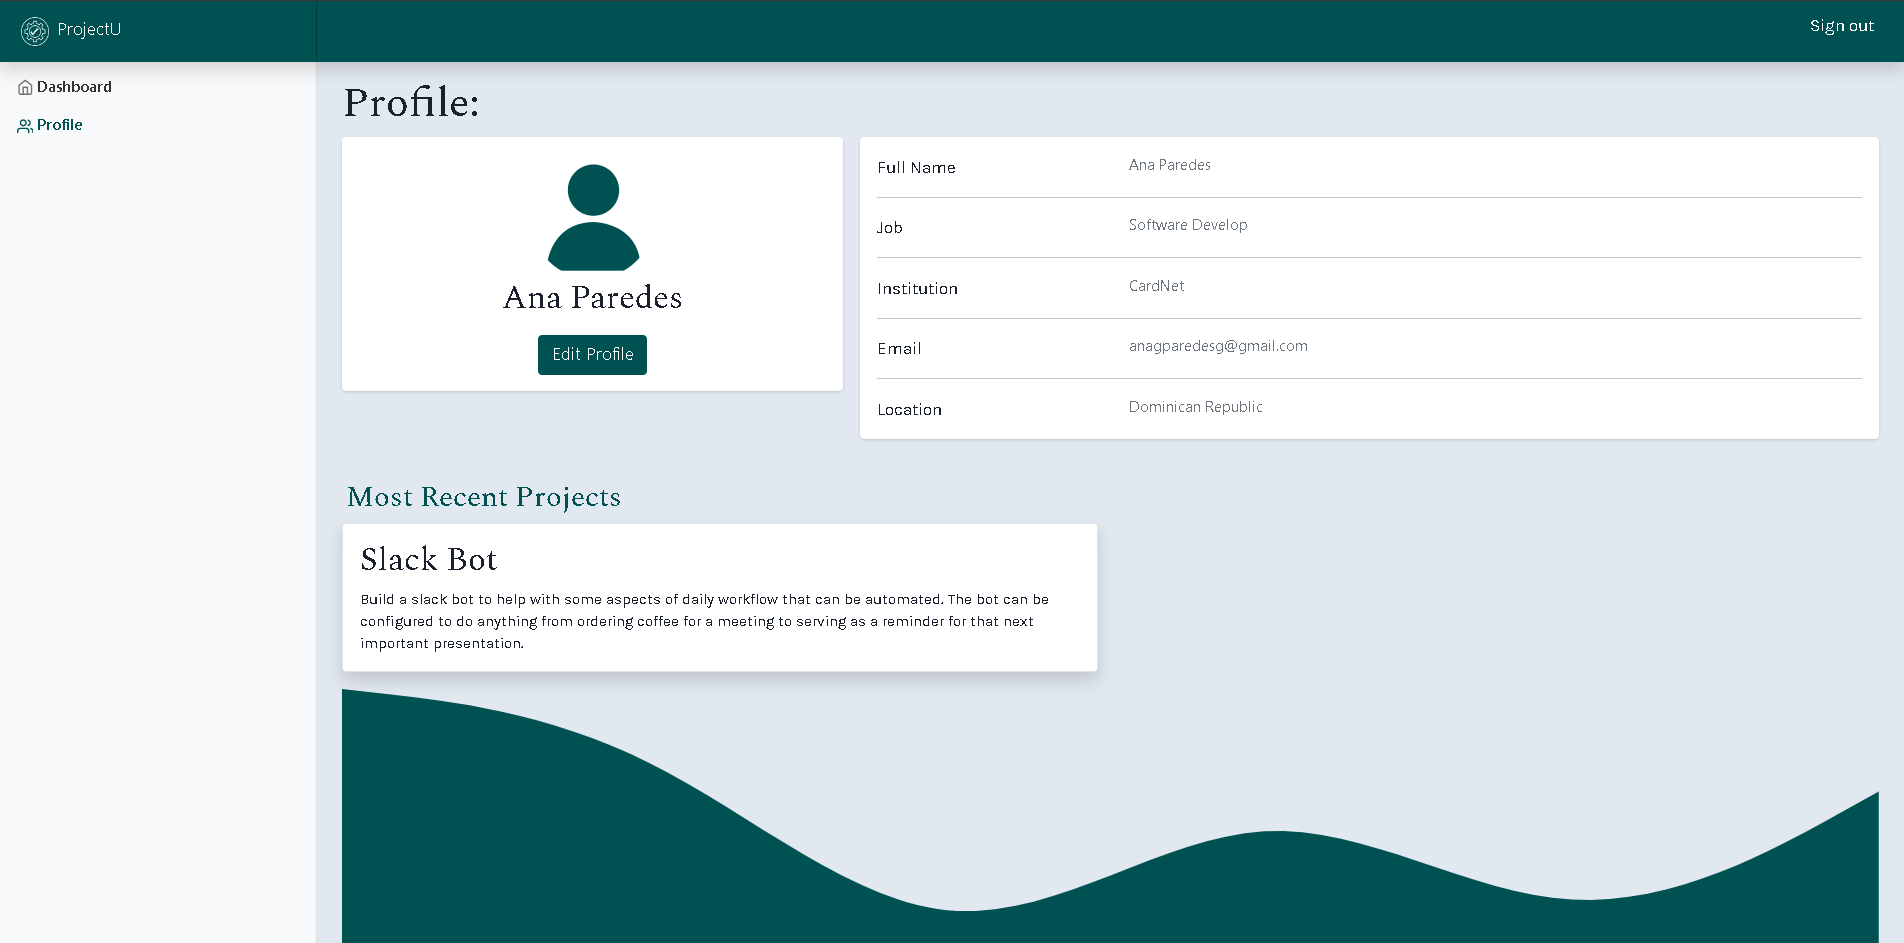 ProjectU
Sign out
Dashboard
Profile
Profile:
Ana Paredes
Edit Profile
Full Name
Ana Paredes
Job
Software Develop
Institution
CardNet
Email
anagparedesg@gmail.com
Location
Dominican Republic
Most Recent Projects
Slack Bot
Build a slack bot to help with some aspects of daily workflow that can be automated. The bot can be
configured to do anything from ordering coffee for a meeting to serving as a reminder for that next
important presentation.